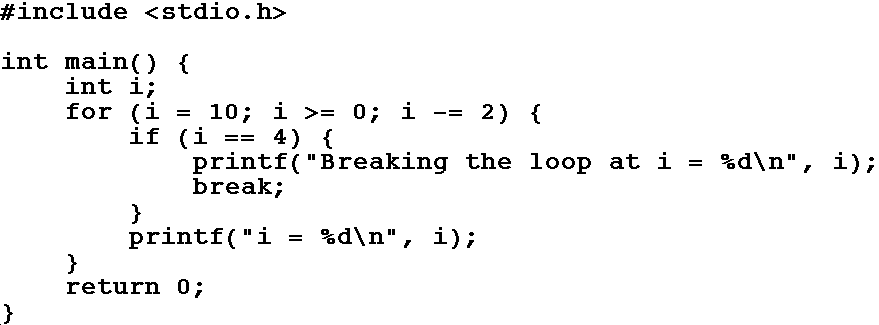 #include <stdio.h>

int main() {
    int i;
    for (i = 10; i >= 0; i -= 2) {
        if (i == 4) {
            printf("Breaking the loop at i = %d\n", i);
            break;
        }
        printf("i = %d\n", i);
    }
    return 0;
}